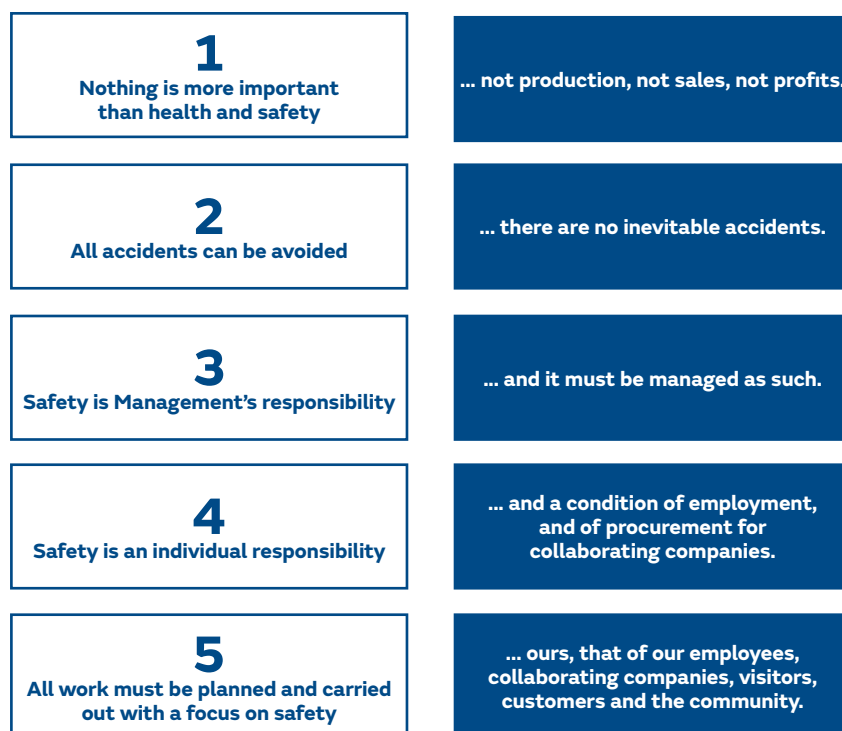 1
Nothing is more important
than health and safety
... not production, not sales, not profits.
2
All accidents can be avoided
... there are no inevitable accidents.
3
Safety is Management’s responsibility
... and it must be managed as such.
4
Safety is an individual responsibility
... and a condition of employment,
and of procurement for
collaborating companies.
5
All work must be planned and carried
out with a focus on safety
... ours, that of our employees,
collaborating companies, visitors,
customers and the community.